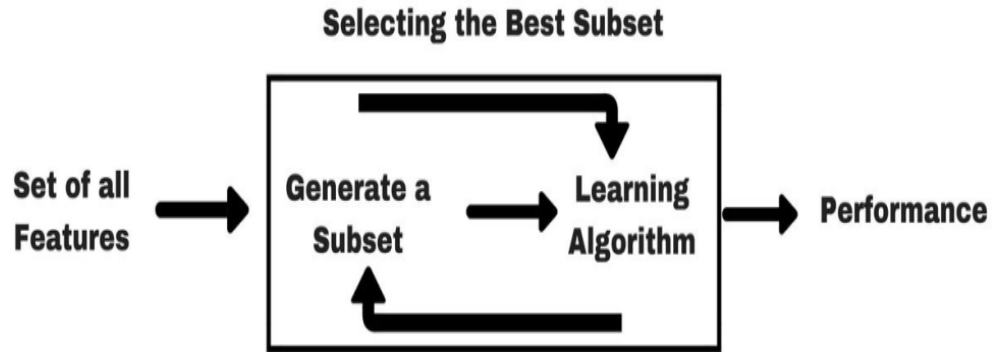 Selecting the Best Subset
Set of all
Features
Generate a
Subset
Learning
Algorithm
Performance